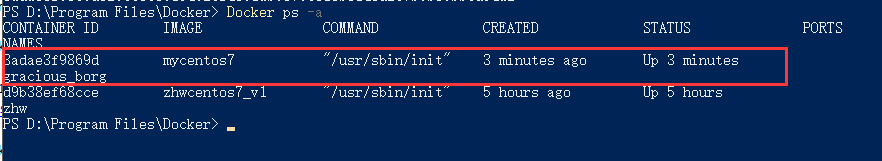 PS D:\Program Files\Docker> Docker ps -a
CONTAINER ID IMAGE COMMAND CREATED STATUS PORTS
NAMES
3adae3f9869d mycentos7 "/usr/sbin/init" 3 minutes ago Up 3 minutes
gracious_borg
d9b38ef68cce zhwcentos7_v1 "/usr/sbin/init" 5 hours ago Up 5 hours
zhw
PS D:\Program Files\Docker>